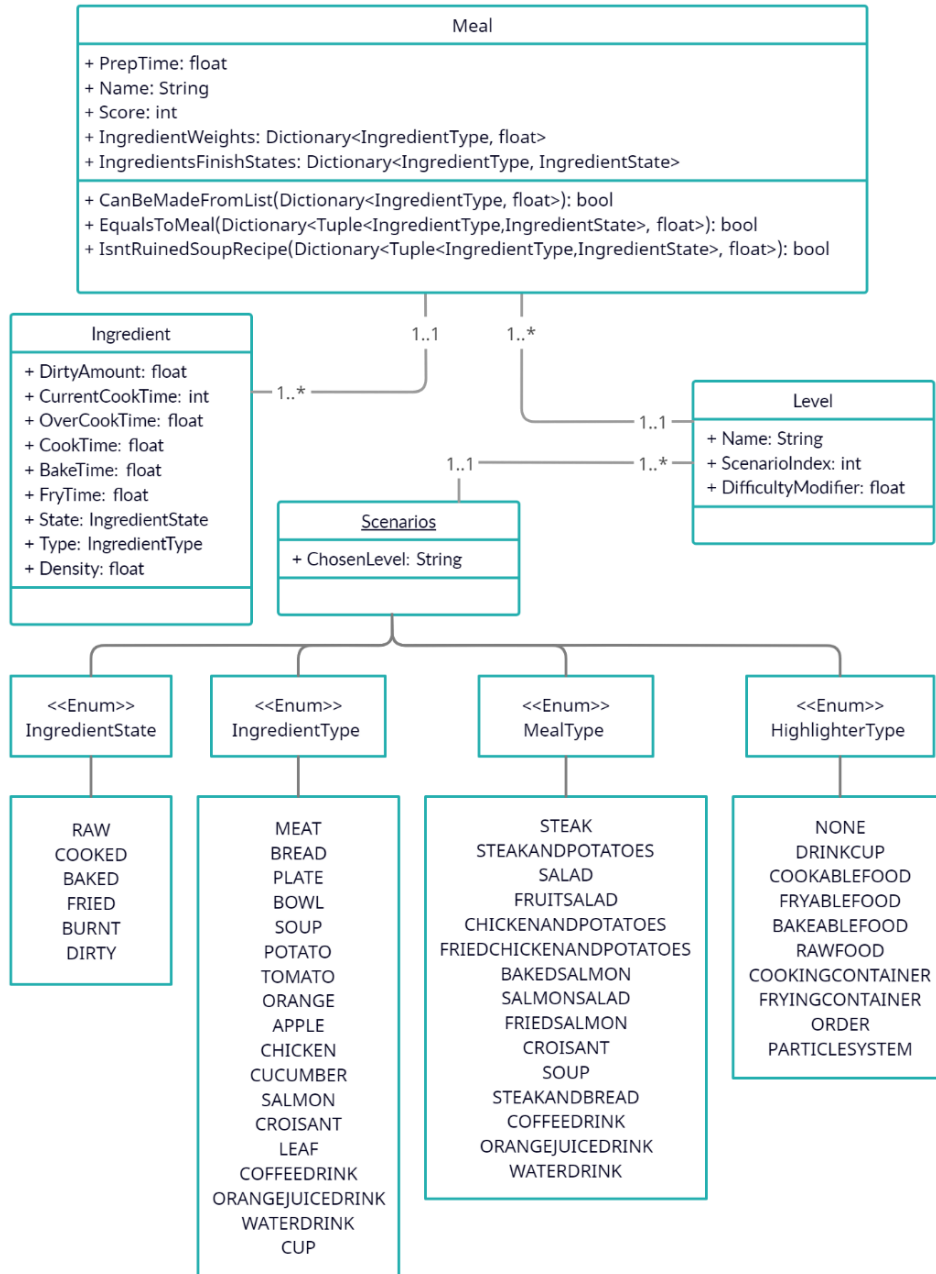 Meal
+ PrepTime: float
+ Name: String
+ Score: int
+ IngredientWeights: Dictionary<IngredientType, float>
+ IngredientsFinishStates: Dictionary<IngredientType, IngredientState>
+ CanBeMadeFromList(Dictionary<IngredientType, float>): bool
+ EqualsToMeal(Dictionary<Tuple<IngredientType,IngredientState>, float>): bool
+ IsntRuinedSoupRecipe(Dictionary<Tuple<IngredientType,IngredientState>, float>): bool
1..1
1..*
Ingredient
+ DirtyAmount: float
+ CurrentCookTime: int
+ OverCookTime: float
+ CookTime: float
+ BakeTime: float
+ FryTime: float
+ State: IngredientState
+ Type: IngredientType
+ Density: float
1..*
1..1
Level
+ Name: String
+ ScenarioIndex: int
+ DifficultyModifier: float
1..1
1..*
Scenarios
+ ChosenLevel: String
<<Enum>>
IngredientState
<<Enum>>
IngredientType
<<Enum>>
MealType
<<Enum>>
HighlighterType
RAW
COOKED
BAKED
FRIED
BURNT
DIRTY
MEAT
BREAD
PLATE
BOWL
SOUP
POTATO
TOMATO
ORANGE
APPLE
CHICKEN
CUCUMBER
SALMON
CROISANT
LEAF
COFFEEDRINK
ORANGEJUICEDRINK
WATERDRINK
CUP
STEAK
STEAKANDPOTATOES
SALAD
FRUITSALAD
CHICKENANDPOTATOES
FRIEDCHICKENANDPOTATOES
BAKEDSALMON
SALMONSALAD
FRIEDSALMON
CROISANT
SOUP
STEAKANDBREAD
COFFEEDRINK
ORANGEJUICEDRINK
WATERDRINK
NONE
DRINKCUP
COOKABLEFOOD
FRYABLEFOOD
BAKEABLEFOOD
RAWFOOD
COOKINGCONTAINER
FRYINGCONTAINER
ORDER
PARTICLESYSTEM